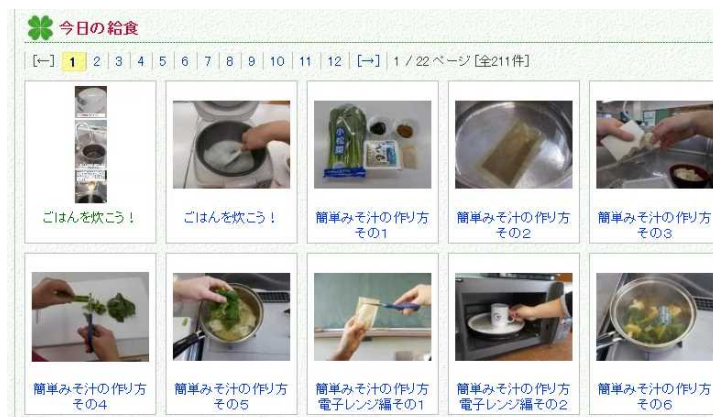 今日の給食
[←] 1 2 3 4 5 6 7 8 9 10 11 12 [→] 1 / 22 ページ [全211件]
小松菜
ごはんを炊こう!
ごはんを炊こう!
簡単みそ汁の作り方
その1
簡単みそ汁の作り方
その2
簡単みそ汁の作り方
その3
簡単みそ汁の作り方
その4
簡単みそ汁の作り方
その5
簡単みそ汁の作り方
電子レンジ編その1
簡単みそ汁の作り方
電子レンジ編その2
簡単みそ汁の作り方
その6